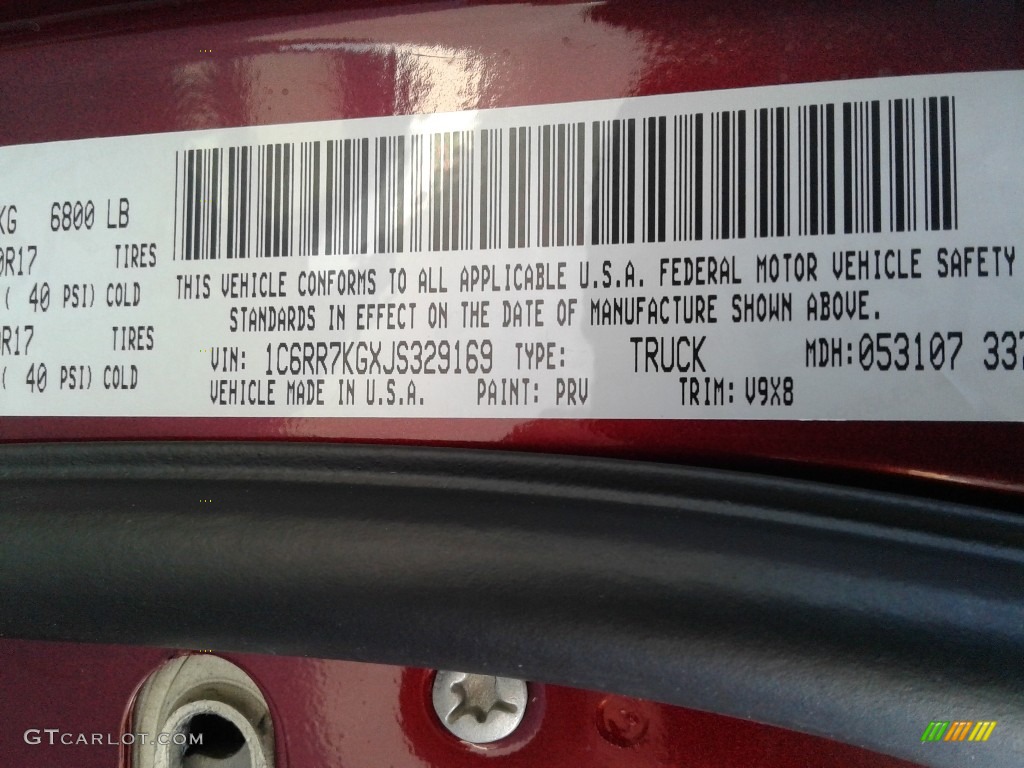 KG 6800 LB
0R17 TIRES
( 40 PSI) COLD
R17 TIRES
( 40 PSI) COLD
THIS VEHICLE CONFORMS TO ALL APPLICABLE U.S.A. FEDERAL MOTOR VEHICLE SAFETY
STANDARDS IN EFFECT ON THE DATE OF MANUFACTURE SHOWN ABOVE.
VIN: 1C6RR7KGXJS329169 TYPE: TRUCK MDH:053107 337
VEHICLE MADE IN U.S.A. PAINT: PRV TRIM: V9X8
GTCARLOT.COM